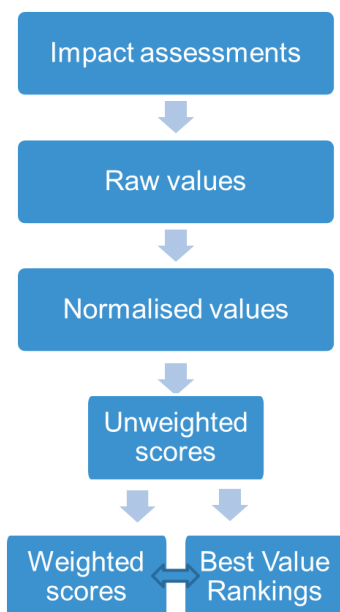 Impact assessments
Raw values
Normalised values
Unweighted
scores
Weighted
scores
Best Value
Rankings